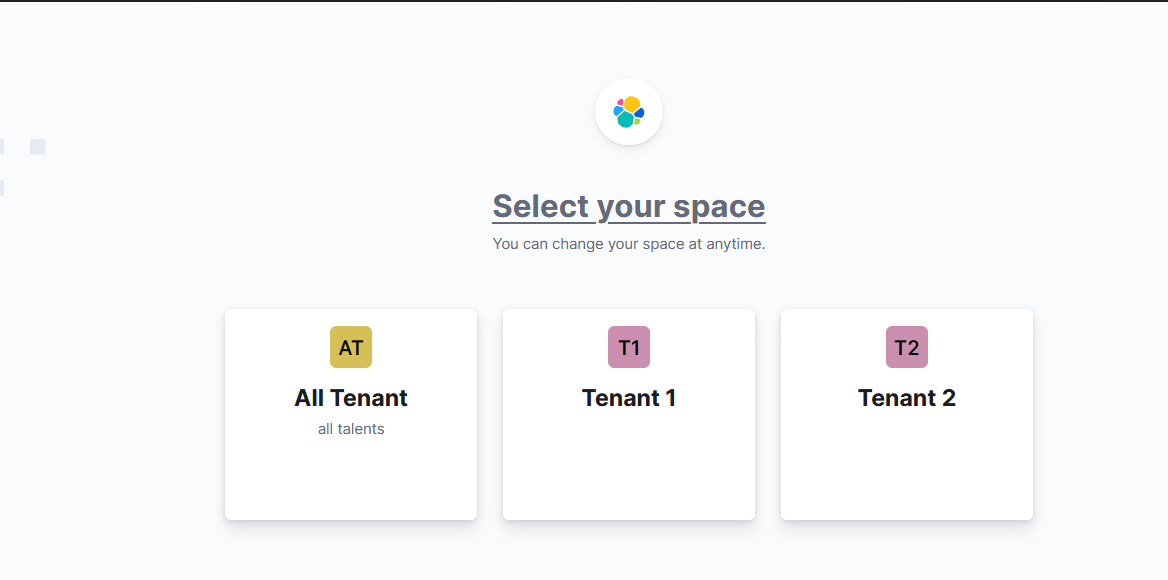 Select your space
You can change your space at anytime.
AT
All Tenant
all talents
T1
Tenant 1
T2
Tenant 2